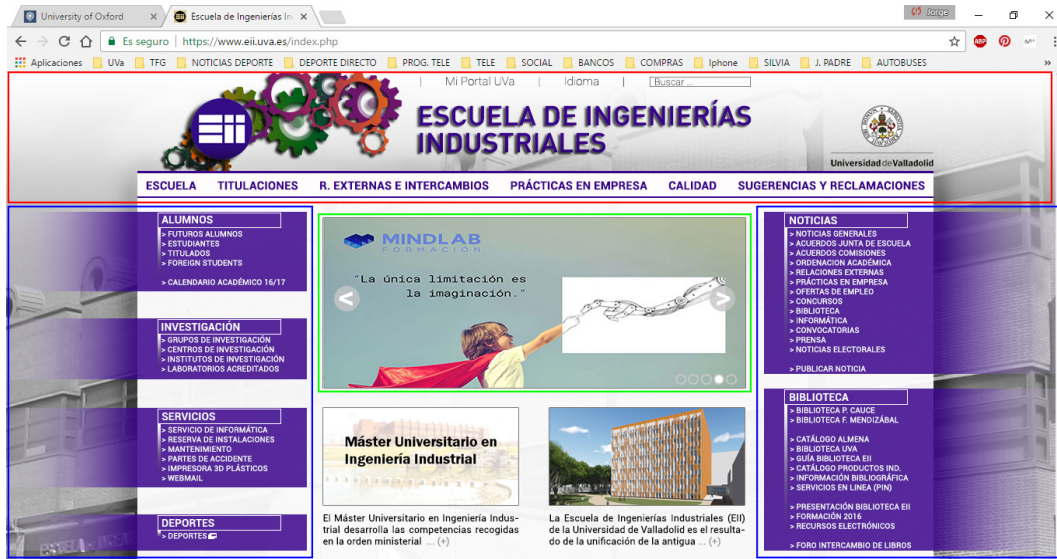 University of Oxford
Escuela de Ingenierías In
Jorge
Es seguro | https://www.eii.uva.es/index.php
ABP
Aplicaciones UVa TFG NOTICIAS DEPORTE DEPORTE DIRECTO PROG. TELE TELE SOCIAL BANCOS COMPRAS Iphone SILVIA J. PADRE AUTOBUSES »
| Mi Portal UVa | Idioma | Buscar ...
Eii
ESCUELA DE INGENIERÍAS
INDUSTRIALES
Universidad de Valladolid
ESCUELA TITULACIONES R. EXTERNAS E INTERCAMBIOS PRÁCTICAS EN EMPRESA CALIDAD SUGERENCIAS Y RECLAMACIONES
ALUMNOS
> FUTUROS ALUMNOS
> ESTUDIANTES
> TITULADOS
> FOREIGN STUDENTS
> CALENDARIO ACADÉMICO 16/17
INVESTIGACIÓN
> GRUPOS DE INVESTIGACIÓN
> CENTROS DE INVESTIGACIÓN
> INSTITUTOS DE INVESTIGACIÓN
> LABORATORIOS ACREDITADOS
SERVICIOS
> SERVICIO DE INFORMÁTICA
> RESERVA DE INSTALACIONES
> MANTENIMIENTO
> PARTES DE ACCIDENTE
> IMPRESORA 3D PLÁSTICOS
> WEBMAIL
DEPORTES
> DEPORTES
MINDLAB
FORMACIÓN
"La única limitación es
la imaginación."
< >
Máster Universitario en
Ingeniería Industrial
El Máster Universitario en Ingeniería Indus-
trial desarrolla las competencias recogidas
en la orden ministerial ... (+)
La Escuela de Ingenierías Industriales (EII)
de la Universidad de Valladolid es el resulta-
do de la unificación de la antigua ... (+)
NOTICIAS
> NOTICIAS GENERALES
> ACUERDOS JUNTA DE ESCUELA
> ACUERDOS COMISIONES
> ORDENACION ACADÉMICA
> RELACIONES EXTERNAS
> PRÁCTICAS EN EMPRESA
> OFERTAS DE EMPLEO
> CONCURSOS
> BIBLIOTECA
> INFORMÁTICA
> CONVOCATORIAS
> PRENSA
> NOTICIAS ELECTORALES
> PUBLICAR NOTICIA
BIBLIOTECA
> BIBLIOTECA P. CAUCE
> BIBLIOTECA F. MENDIZÁBAL
> CATÁLOGO ALMENA
> BIBLIOTECA UVA
> GUÍA BIBLIOTECA EII
> CATÁLOGO PRODUCTOS IND.
> INFORMACIÓN BIBLIOGRÁFICA
> SERVICIOS EN LINEA (PIN)
> PRESENTACIÓN BIBLIOTECA EII
> FORMACIÓN 2016
> RECURSOS ELECTRÓNICOS
> FORO INTERCAMBIO DE LIBROS